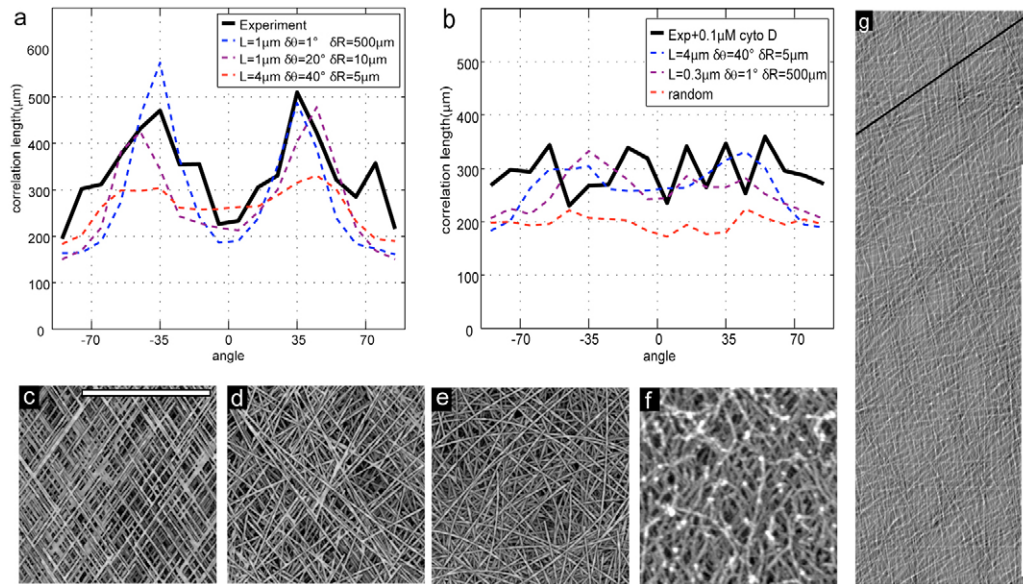 a
Experiment
L=1µm δθ=1° δR=500µm
L=1µm δθ=20° δR=10µm
L=4µm δθ=40° δR=5µm
correlation length(µm)
600
500
400
300
200
100
0
-70
-35
0
35
70
angle
b
Exp+0.1µM cyto D
L=4µm δθ=40° δR=5µm
L=0.3µm δθ=1° δR=500µm
random
correlation length(µm)
600
500
400
300
200
100
0
-70
-35
0
35
70
angle
g
c
d
e
f